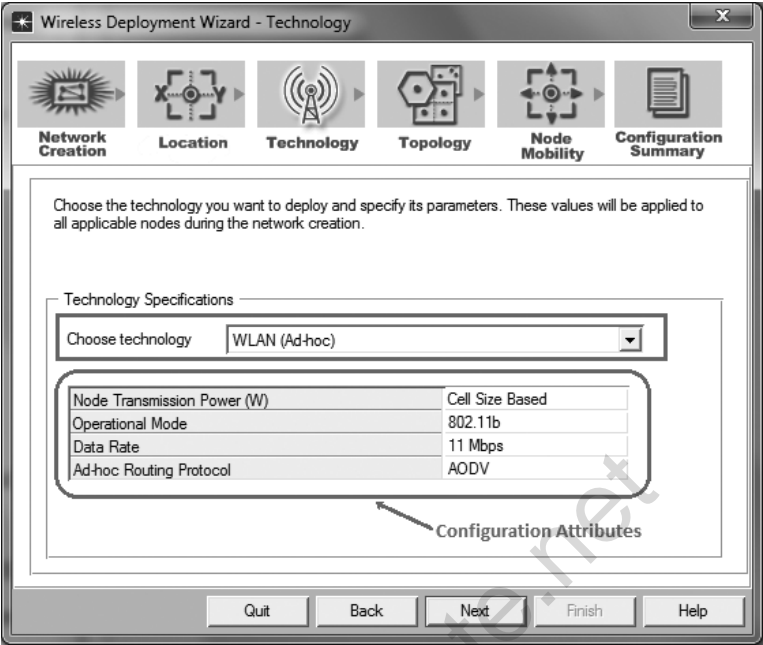 Wireless Deployment Wizard - Technology
X
X Y
Network Creation
Location
Technology
Topology
Node Mobility
Configuration Summary
Choose the technology you want to deploy and specify its parameters. These values will be applied to
all applicable nodes during the network creation.
Technology Specifications
Choose technology WLAN (Ad-hoc)
Node Transmission Power (W) Cell Size Based
Operational Mode 802.11b
Data Rate 11 Mbps
Ad-hoc Routing Protocol AODV
Configuration Attributes
Quit Back Next Finish Help